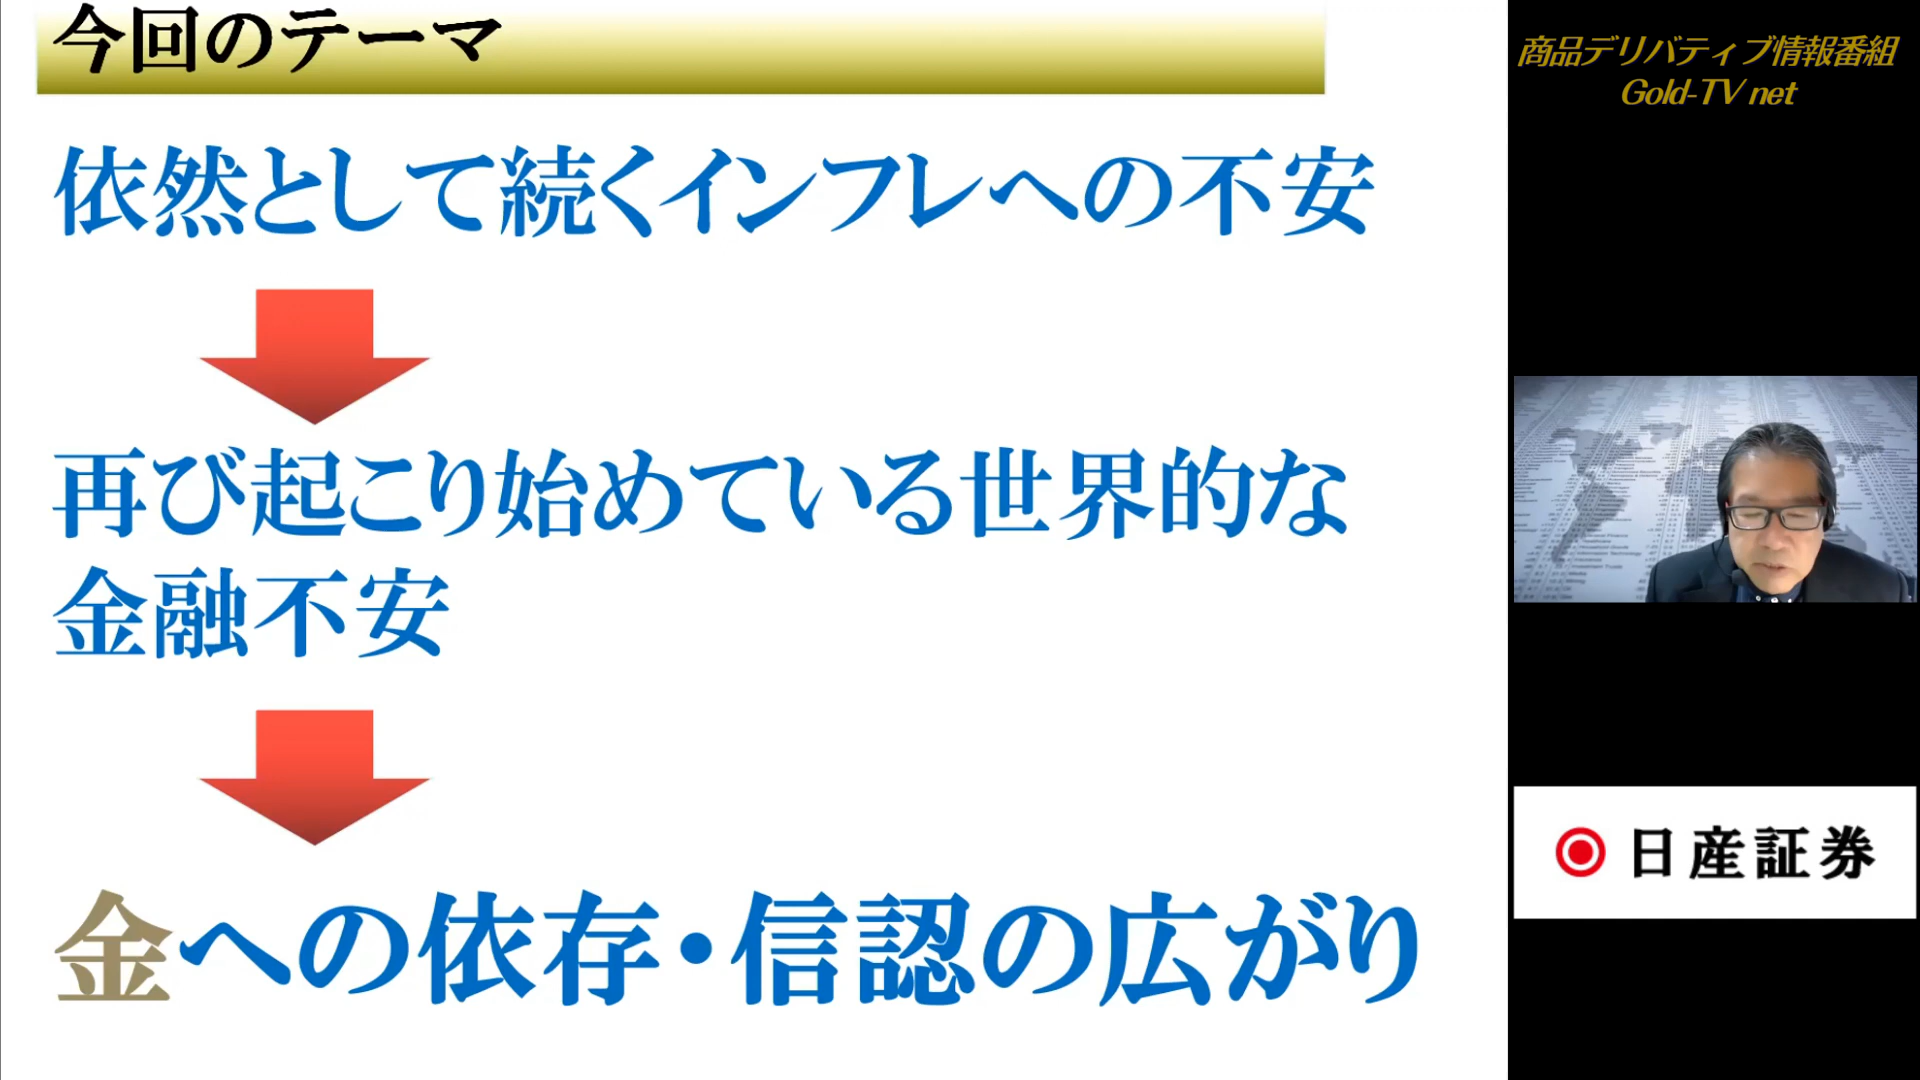 今回のテーマ
依然として続くインフレへの不安
再び起こり始めている世界的な
金融不安
金への依存・信認の広がり
商品デリバティブ情報番組
Gold-TV net
日産証券